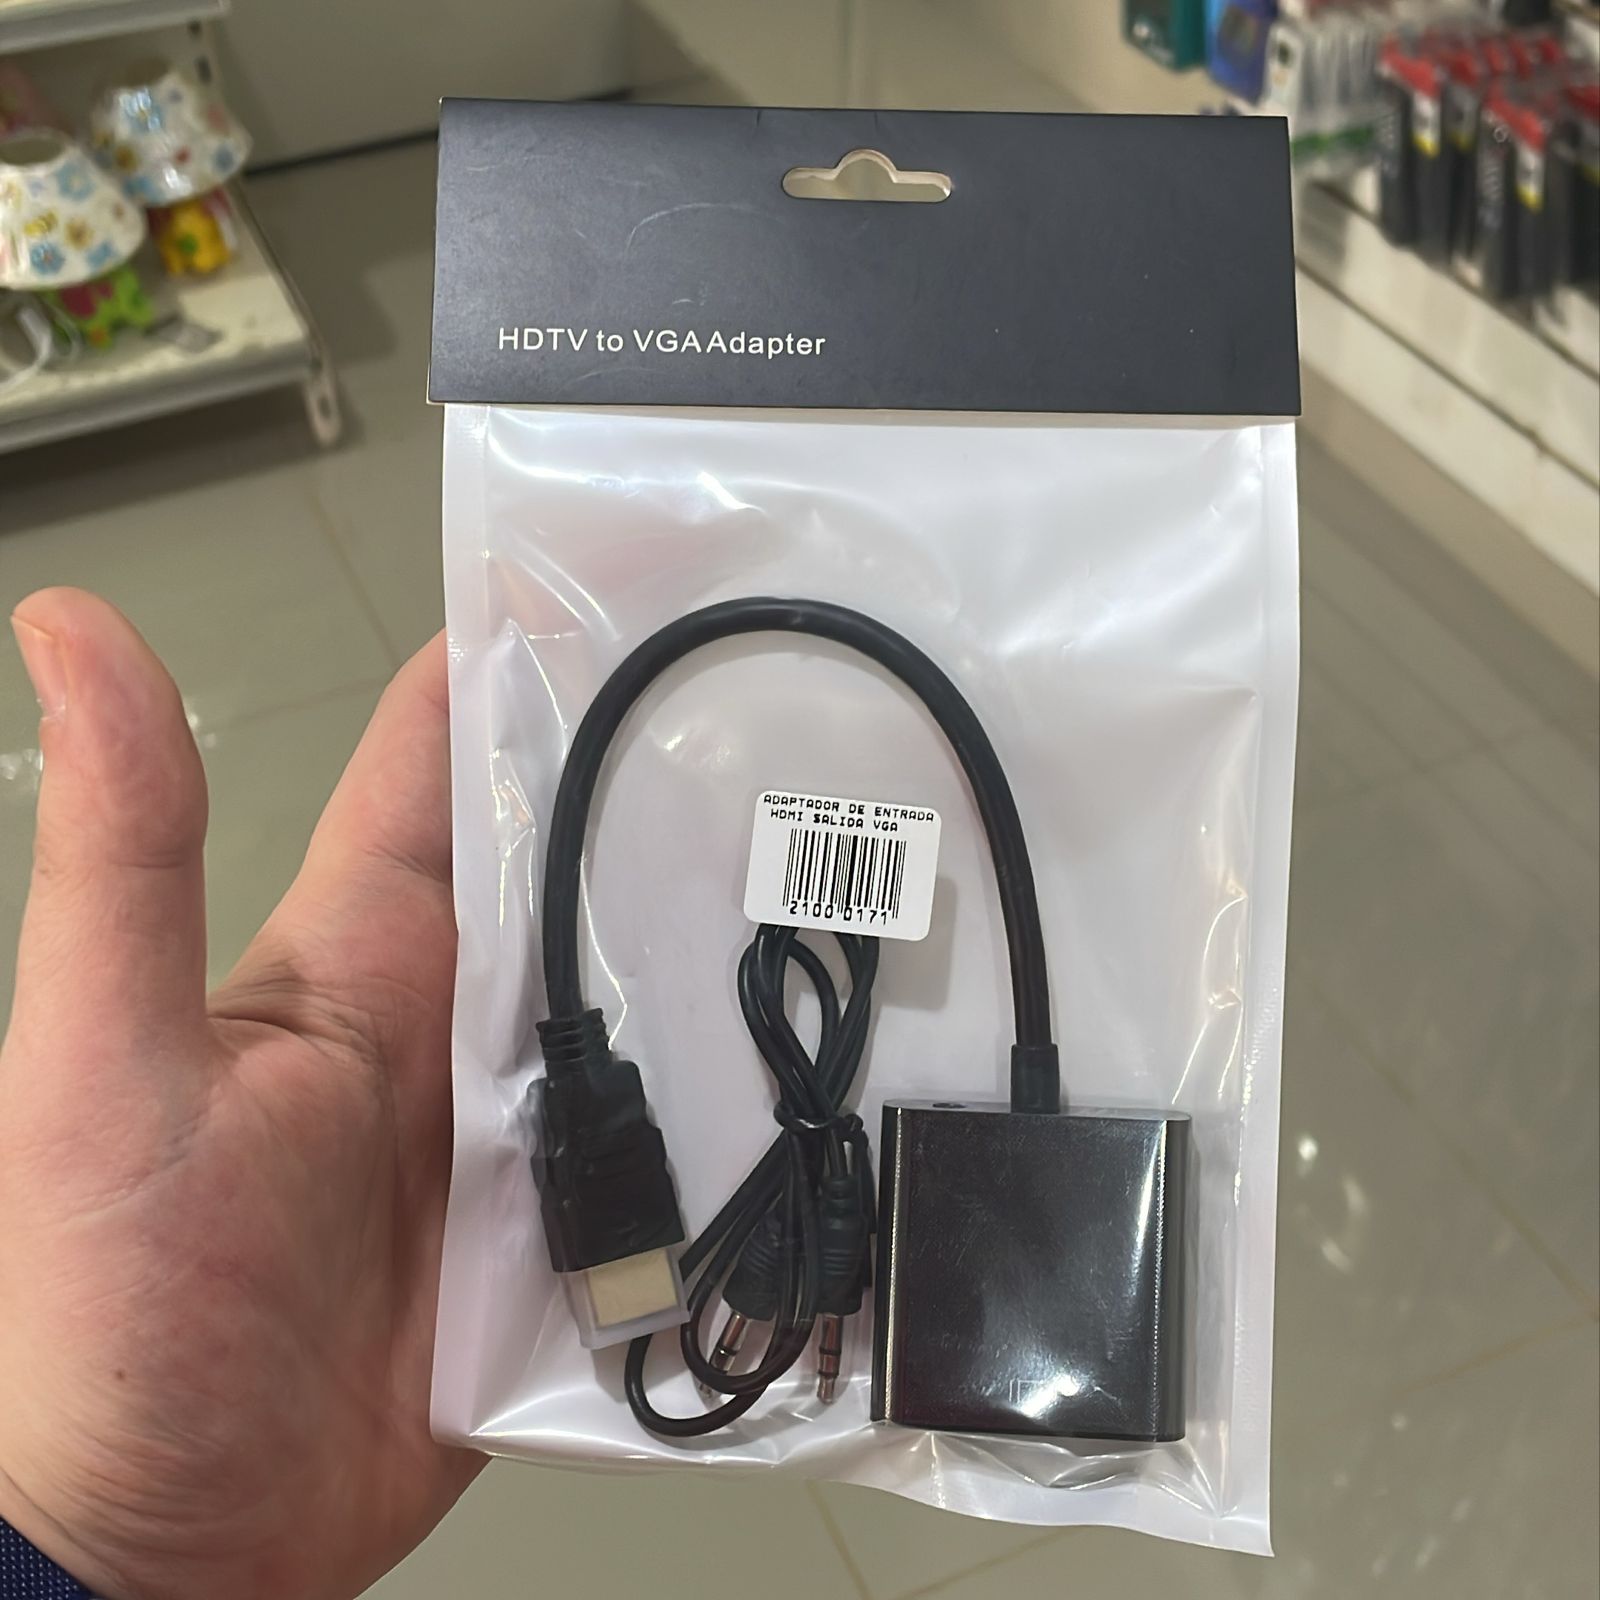 HDTV to VGA Adapter
ADAPTADOR DE ENTRADA
HDMI SALIDA VGA
2100 0171